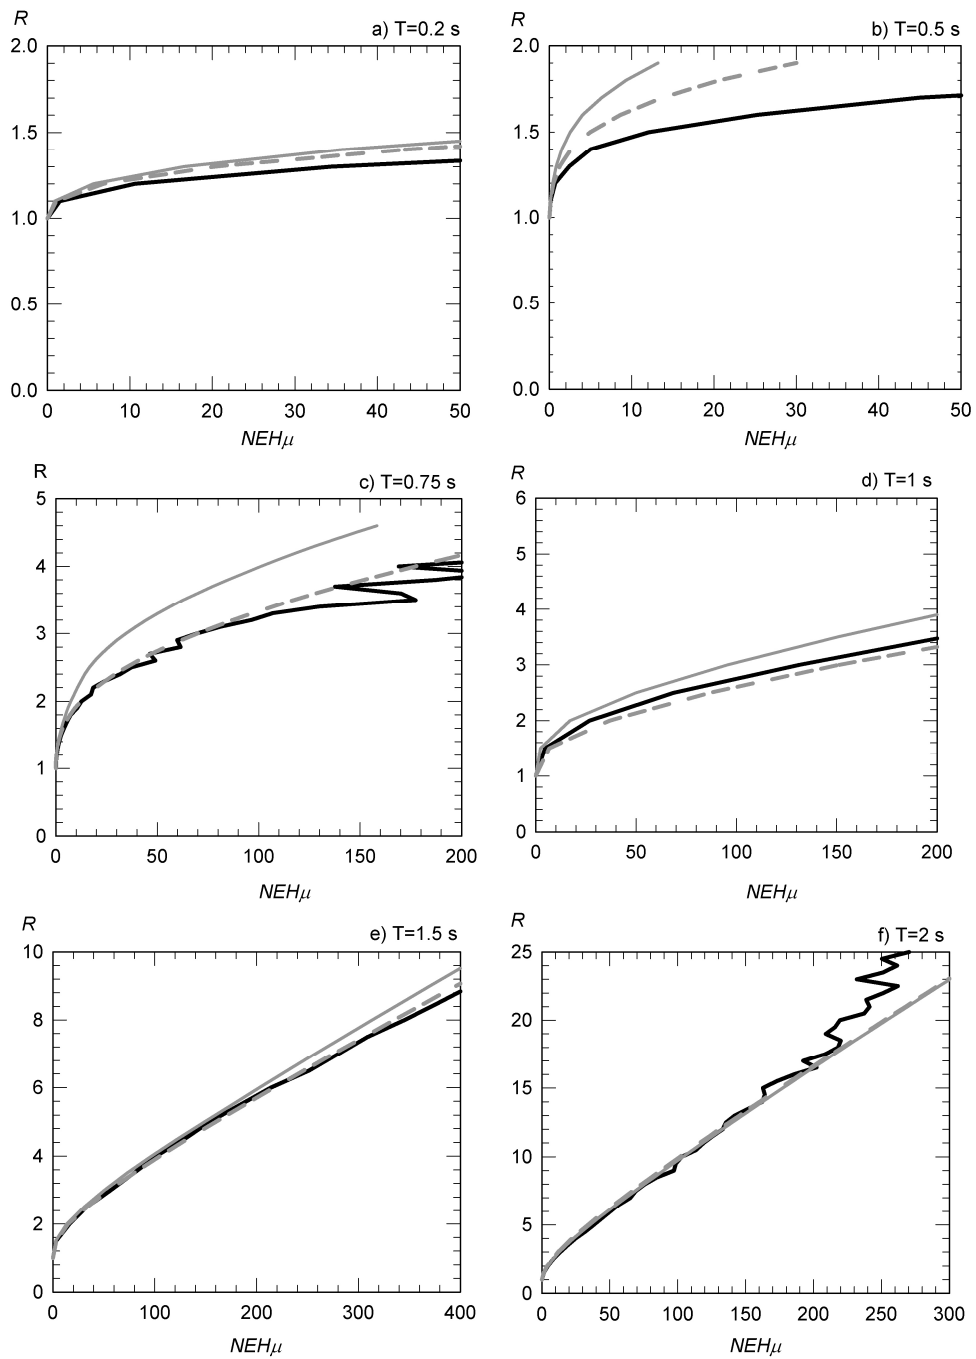 R
a) T=0.2 s
2.0
1.5
1.0
0.5
0.0
0 10 20 30 40 50
NEHμ
R
b) T=0.5 s
2.0
1.5
1.0
0.5
0.0
0 10 20 30 40 50
NEHμ
R
c) T=0.75 s
5
4
3
2
1
0
0 50 100 150 200
NEHμ
R
d) T=1 s
6
5
4
3
2
1
0
0 50 100 150 200
NEHμ
R
e) T=1.5 s
10
8
6
4
2
0
0 100 200 300 400
NEHμ
R
f) T=2 s
25
20
15
10
5
0
0 50 100 150 200 250 300
NEHμ